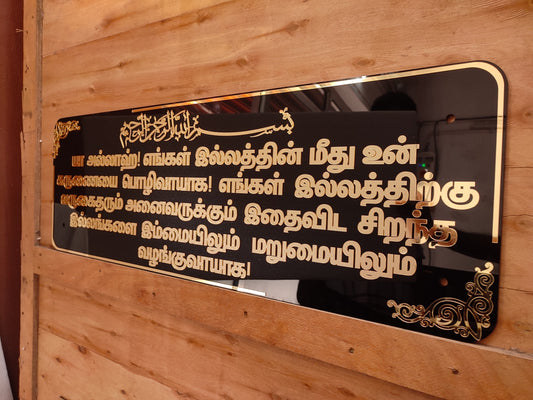 بسم الله الرحمن الرحيم
யா அல்லாஹ்! எங்கள் இல்லத்தின் மீது உன்
கருணையை பொழிவாயாக! எங்கள் இல்லத்திற்கு
வருகைதரும் அனைவருக்கும் இதைவிட சிறந்த
இல்லங்களை இம்மையிலும் மறுமையிலும்
வழங்குவாயாக!